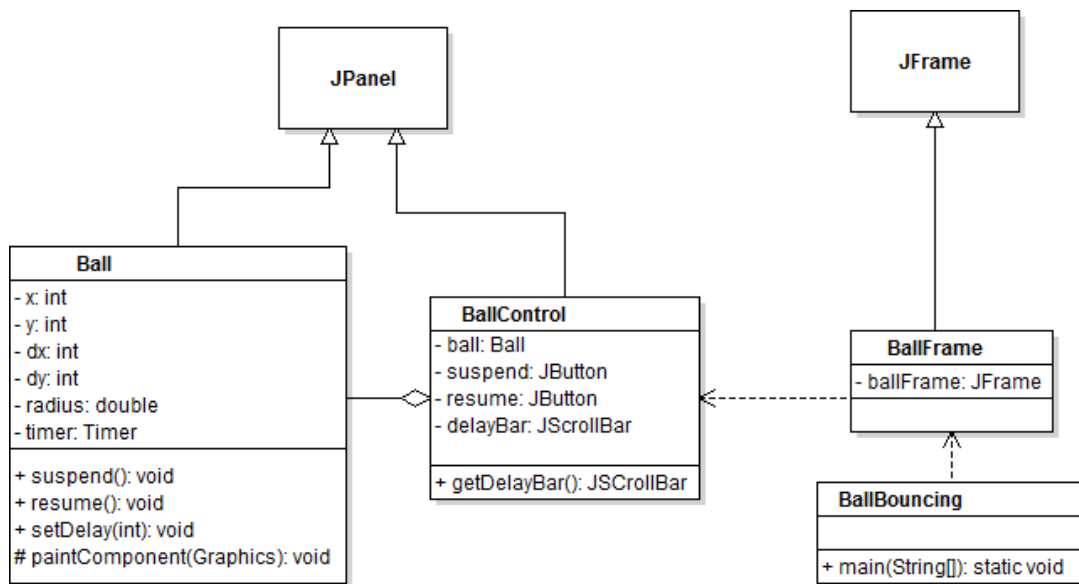 JPanel
JFrame
Ball
- x: int
- y: int
- dx: int
- dy: int
- radius: double
- timer: Timer
+ suspend(): void
+ resume(): void
+ setDelay(int): void
# paintComponent(Graphics): void
BallControl
- ball: Ball
- suspend: JButton
- resume: JButton
- delayBar: JScrollBar
+ getDelayBar(): JSCrollBar
BallFrame
- ballFrame: JFrame
BallBouncing
+ main(String[]): static void